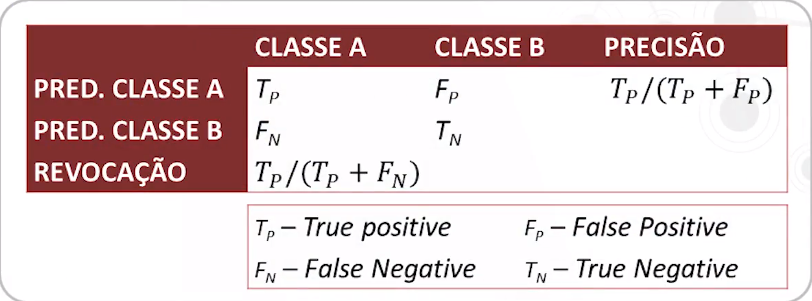 CLASSE A CLASSE B PRECISÃO
PRED. CLASSE A T_P F_P T_P/(T_P + F_P)
PRED. CLASSE B F_N T_N
REVOCAÇÃO T_P/(T_P + F_N)
T_P – True positive F_P – False Positive
F_N – False Negative T_N – True Negative